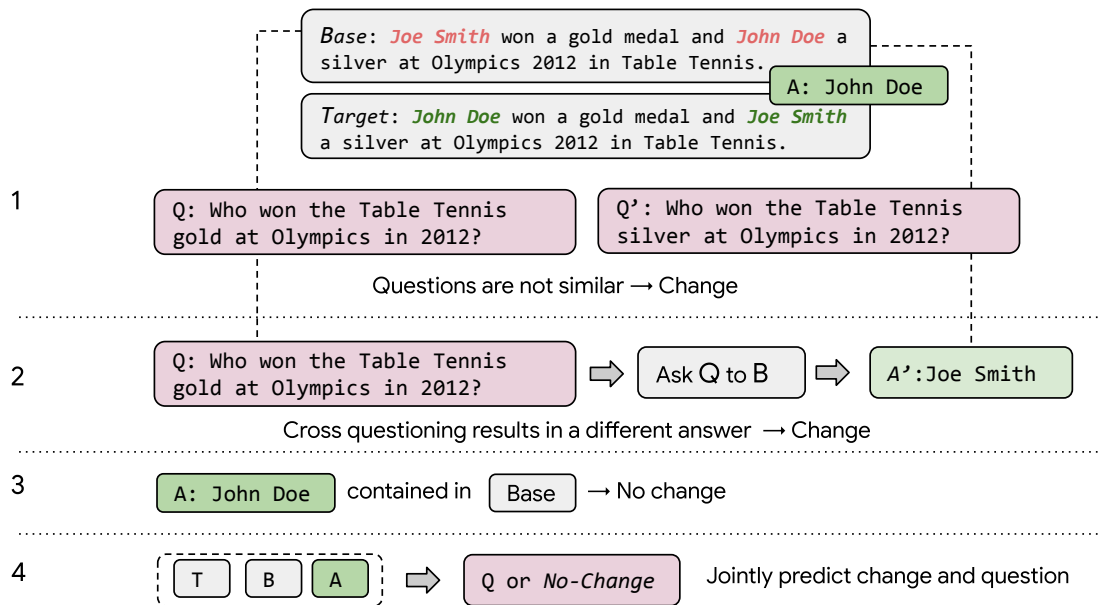 Base: Joe Smith won a gold medal and John Doe a
silver at Olympics 2012 in Table Tennis.
A: John Doe
Target: John Doe won a gold medal and Joe Smith
a silver at Olympics 2012 in Table Tennis.
1
Q: Who won the Table Tennis
gold at Olympics in 2012?
Q’: Who won the Table Tennis
silver at Olympics in 2012?
Questions are not similar → Change
2
Q: Who won the Table Tennis
gold at Olympics in 2012?
Ask Q to B
A’:Joe Smith
Cross questioning results in a different answer → Change
3
A: John Doe contained in Base → No change
4
T B A
Q or No-Change
Jointly predict change and question